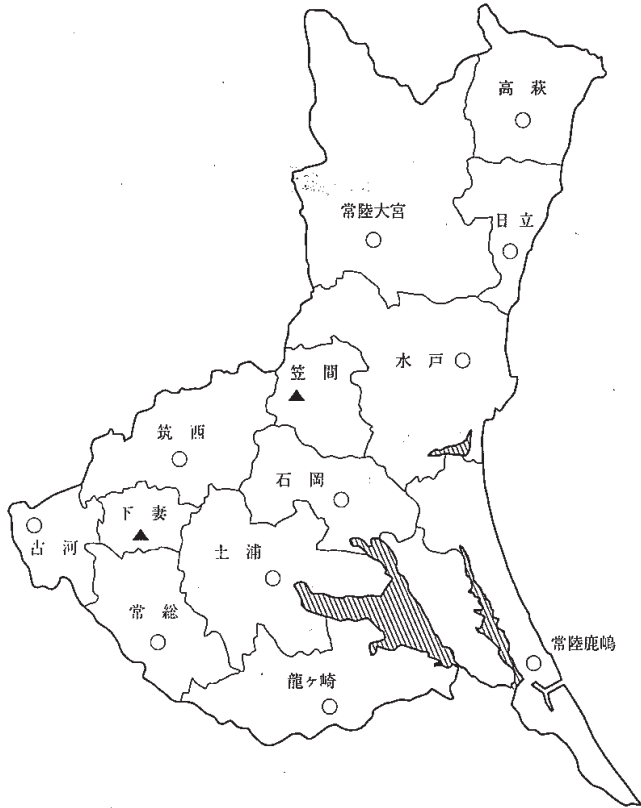 高萩
常陸大宮
日立
笠間
水戸
筑西
石岡
下妻
古河
土浦
常総
常陸鹿嶋
龍ヶ崎